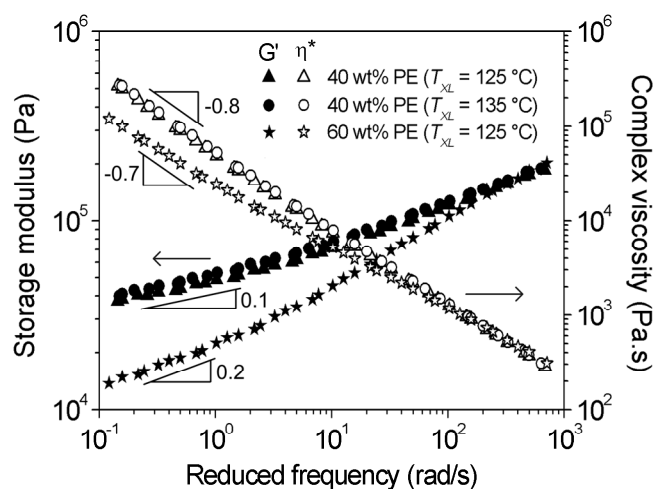 G' η*
▲ △ 40 wt% PE (T_XL = 125 °C)
● ○ 40 wt% PE (T_XL = 135 °C)
★ ☆ 60 wt% PE (T_XL = 125 °C)
-0.8
-0.7
0.1
0.2
10^6
10^5
10^4
Storage modulus (Pa)
10^6
10^5
10^4
10^3
10^2
Complex viscosity (Pa.s)
10^-1 10^0 10^1 10^2 10^3
Reduced frequency (rad/s)